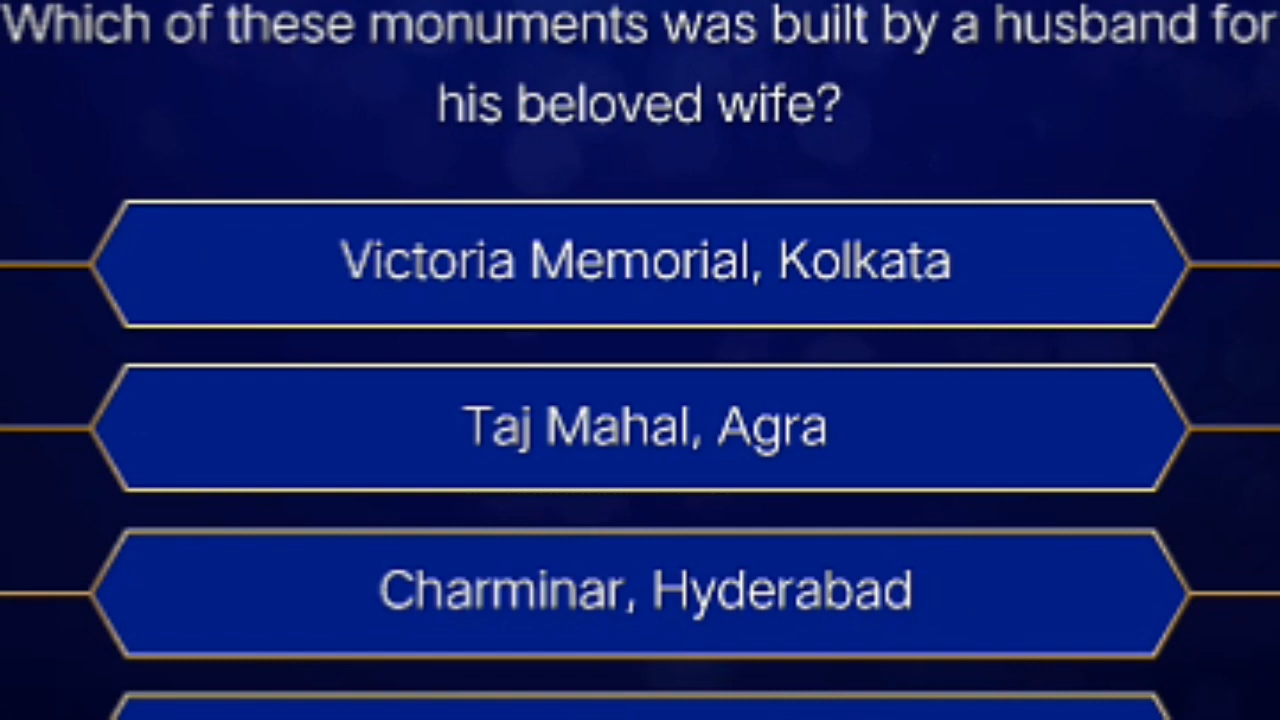 Which of these monuments was built by a husband for
his beloved wife?
Victoria Memorial, Kolkata
Taj Mahal, Agra
Charminar, Hyderabad